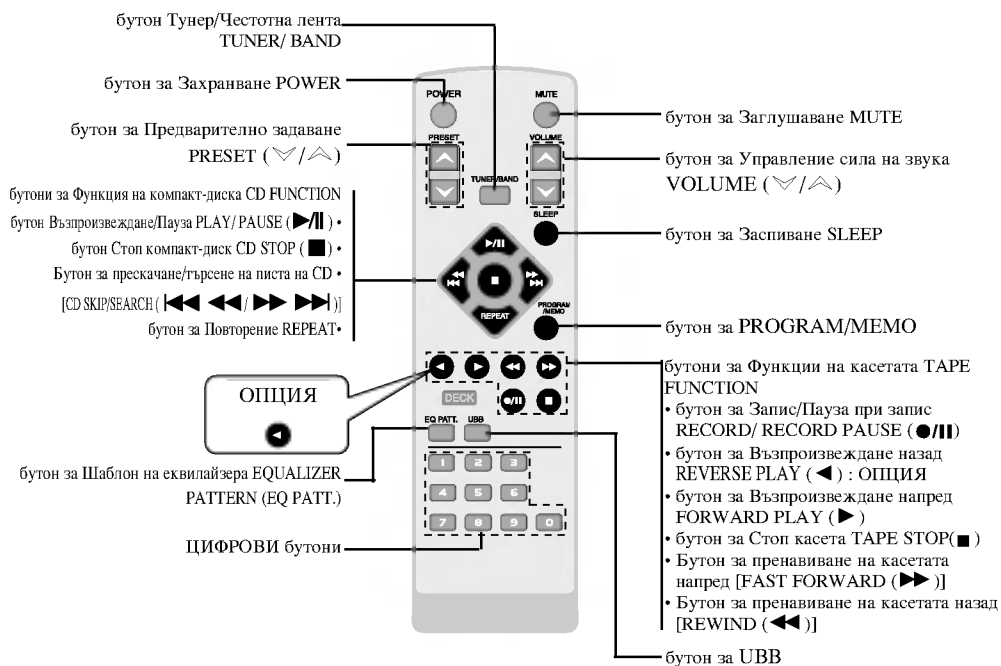 бутон Тунер/Честотна лента
TUNER/ BAND
бутон за Захранване POWER
бутон за Предварително задаване
PRESET (﹀/︿)
бутони за Функция на компакт-диска CD FUNCTION
бутон Възпроизвеждане/Пауза PLAY/ PAUSE (▶/II ) •
бутон Стоп компакт-диск CD STOP ( ■ ) •
Бутон за прескачане/търсене на писта на CD •
[CD SKIP/SEARCH ( |◀◀ ◀◀ / ▶▶ ▶▶| )]
бутон за Повторение REPEAT•
ОПЦИЯ
◀
бутон за Шаблон на еквилайзера EQUALIZER
PATTERN (EQ PATT.)
ЦИФРОВИ бутони
POWER
MUTE
PRESET
VOLUME
TUNER/BAND
SLEEP
▶/II
◀◀
|◀◀
■
▶▶
▶▶|
REPEAT
PROGRAM
/MEMO
◀ ▶ ◀◀ ▶▶
DECK
●/II ■
EQ PATT. UBB
1 2 3
4 5 6
7 8 9 0
бутон за Заглушаване MUTE
бутон за Управление сила на звука
VOLUME (﹀/︿)
бутон за Заспиване SLEEP
бутон за PROGRAM/MEMO
бутони за Функции на касетата TAPE
FUNCTION
• бутон за Запис/Пауза при запис
RECORD/ RECORD PAUSE ( ●/II)
• бутон за Възпроизвеждане назад
REVERSE PLAY ( ◀ ) : ОПЦИЯ
• бутон за Възпроизвеждане напред
FORWARD PLAY ( ▶ )
• бутон за Стоп касета TAPE STOP( ■ )
• Бутон за пренавиване на касетата
напред [FAST FORWARD ( ▶▶ )]
• Бутон за пренавиване на касетата назад
[REWIND ( ◀◀ )]
бутон за UBB